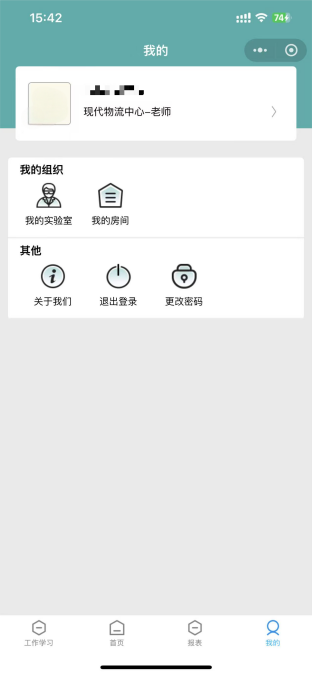 15:42
74
我的
现代物流中心-老师
我的组织
我的实验室 我的房间
其他
关于我们 退出登录 更改密码
工作学习 首页 报表 我的